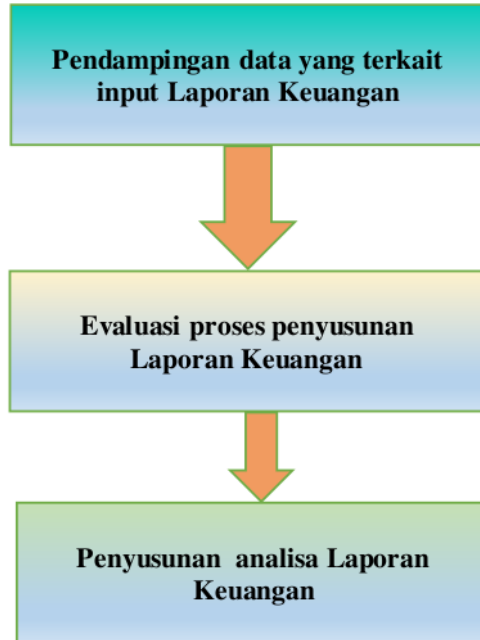 Pendampingan data yang terkait
input Laporan Keuangan
Evaluasi proses penyusunan
Laporan Keuangan
Penyusunan analisa Laporan
Keuangan